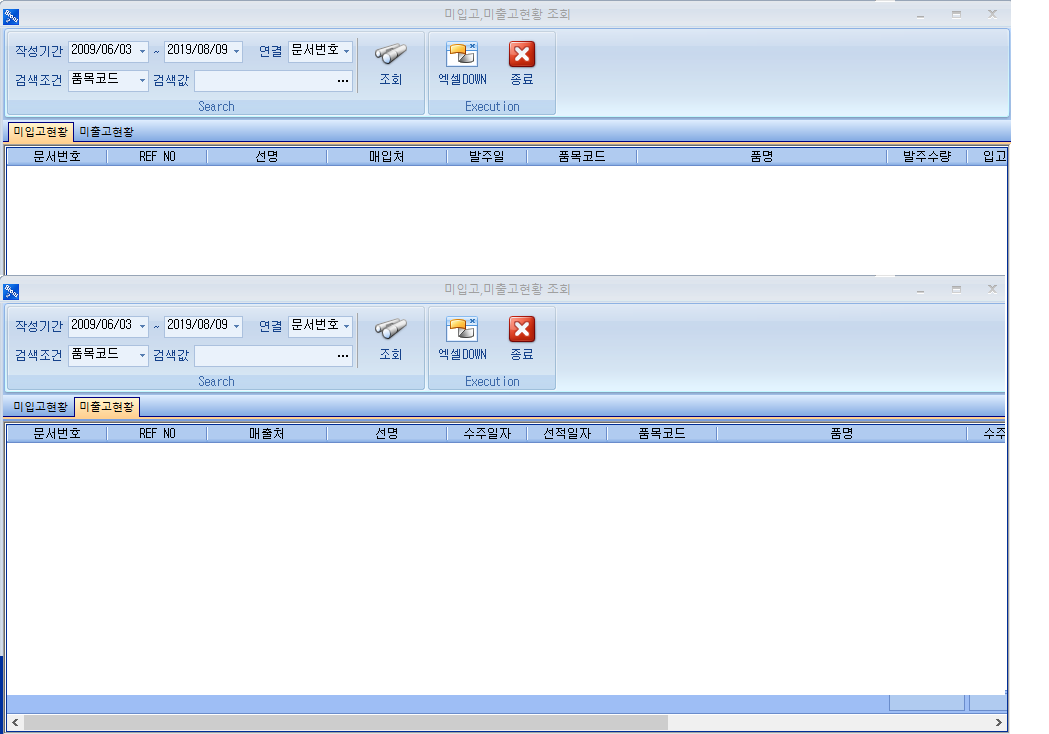 미입고,미출고현황 조회
작성기간 2009/06/03 ~ 2019/08/09 연결 문서번호
검색조건 품목코드 검색값 ... 조회 엑셀DOWN 종료
Search Execution
미입고현황 미출고현황
문서번호 REF NO 선명 매입처 발주일 품목코드 품명 발주수량 입고
미입고,미출고현황 조회
작성기간 2009/06/03 ~ 2019/08/09 연결 문서번호
검색조건 품목코드 검색값 ... 조회 엑셀DOWN 종료
Search Execution
미입고현황 미출고현황
문서번호 REF NO 매출처 선명 수주일자 선적일자 품목코드 품명 수주